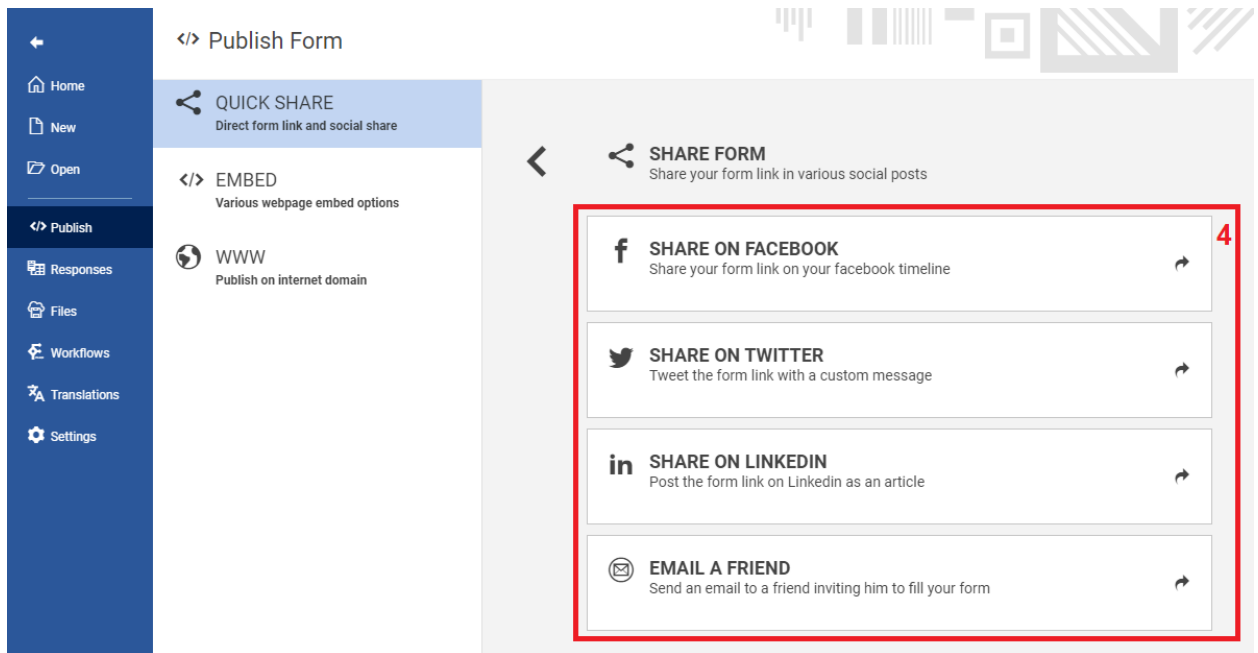 </> Publish Form
Home
New
Open
</> Publish
Responses
Files
Workflows
Translations
Settings
QUICK SHARE
Direct form link and social share
</> EMBED
Various webpage embed options
WWW
Publish on internet domain
SHARE FORM
Share your form link in various social posts
4
SHARE ON FACEBOOK
Share your form link on your facebook timeline
SHARE ON TWITTER
Tweet the form link with a custom message
in SHARE ON LINKEDIN
Post the form link on Linkedin as an article
EMAIL A FRIEND
Send an email to a friend inviting him to fill your form